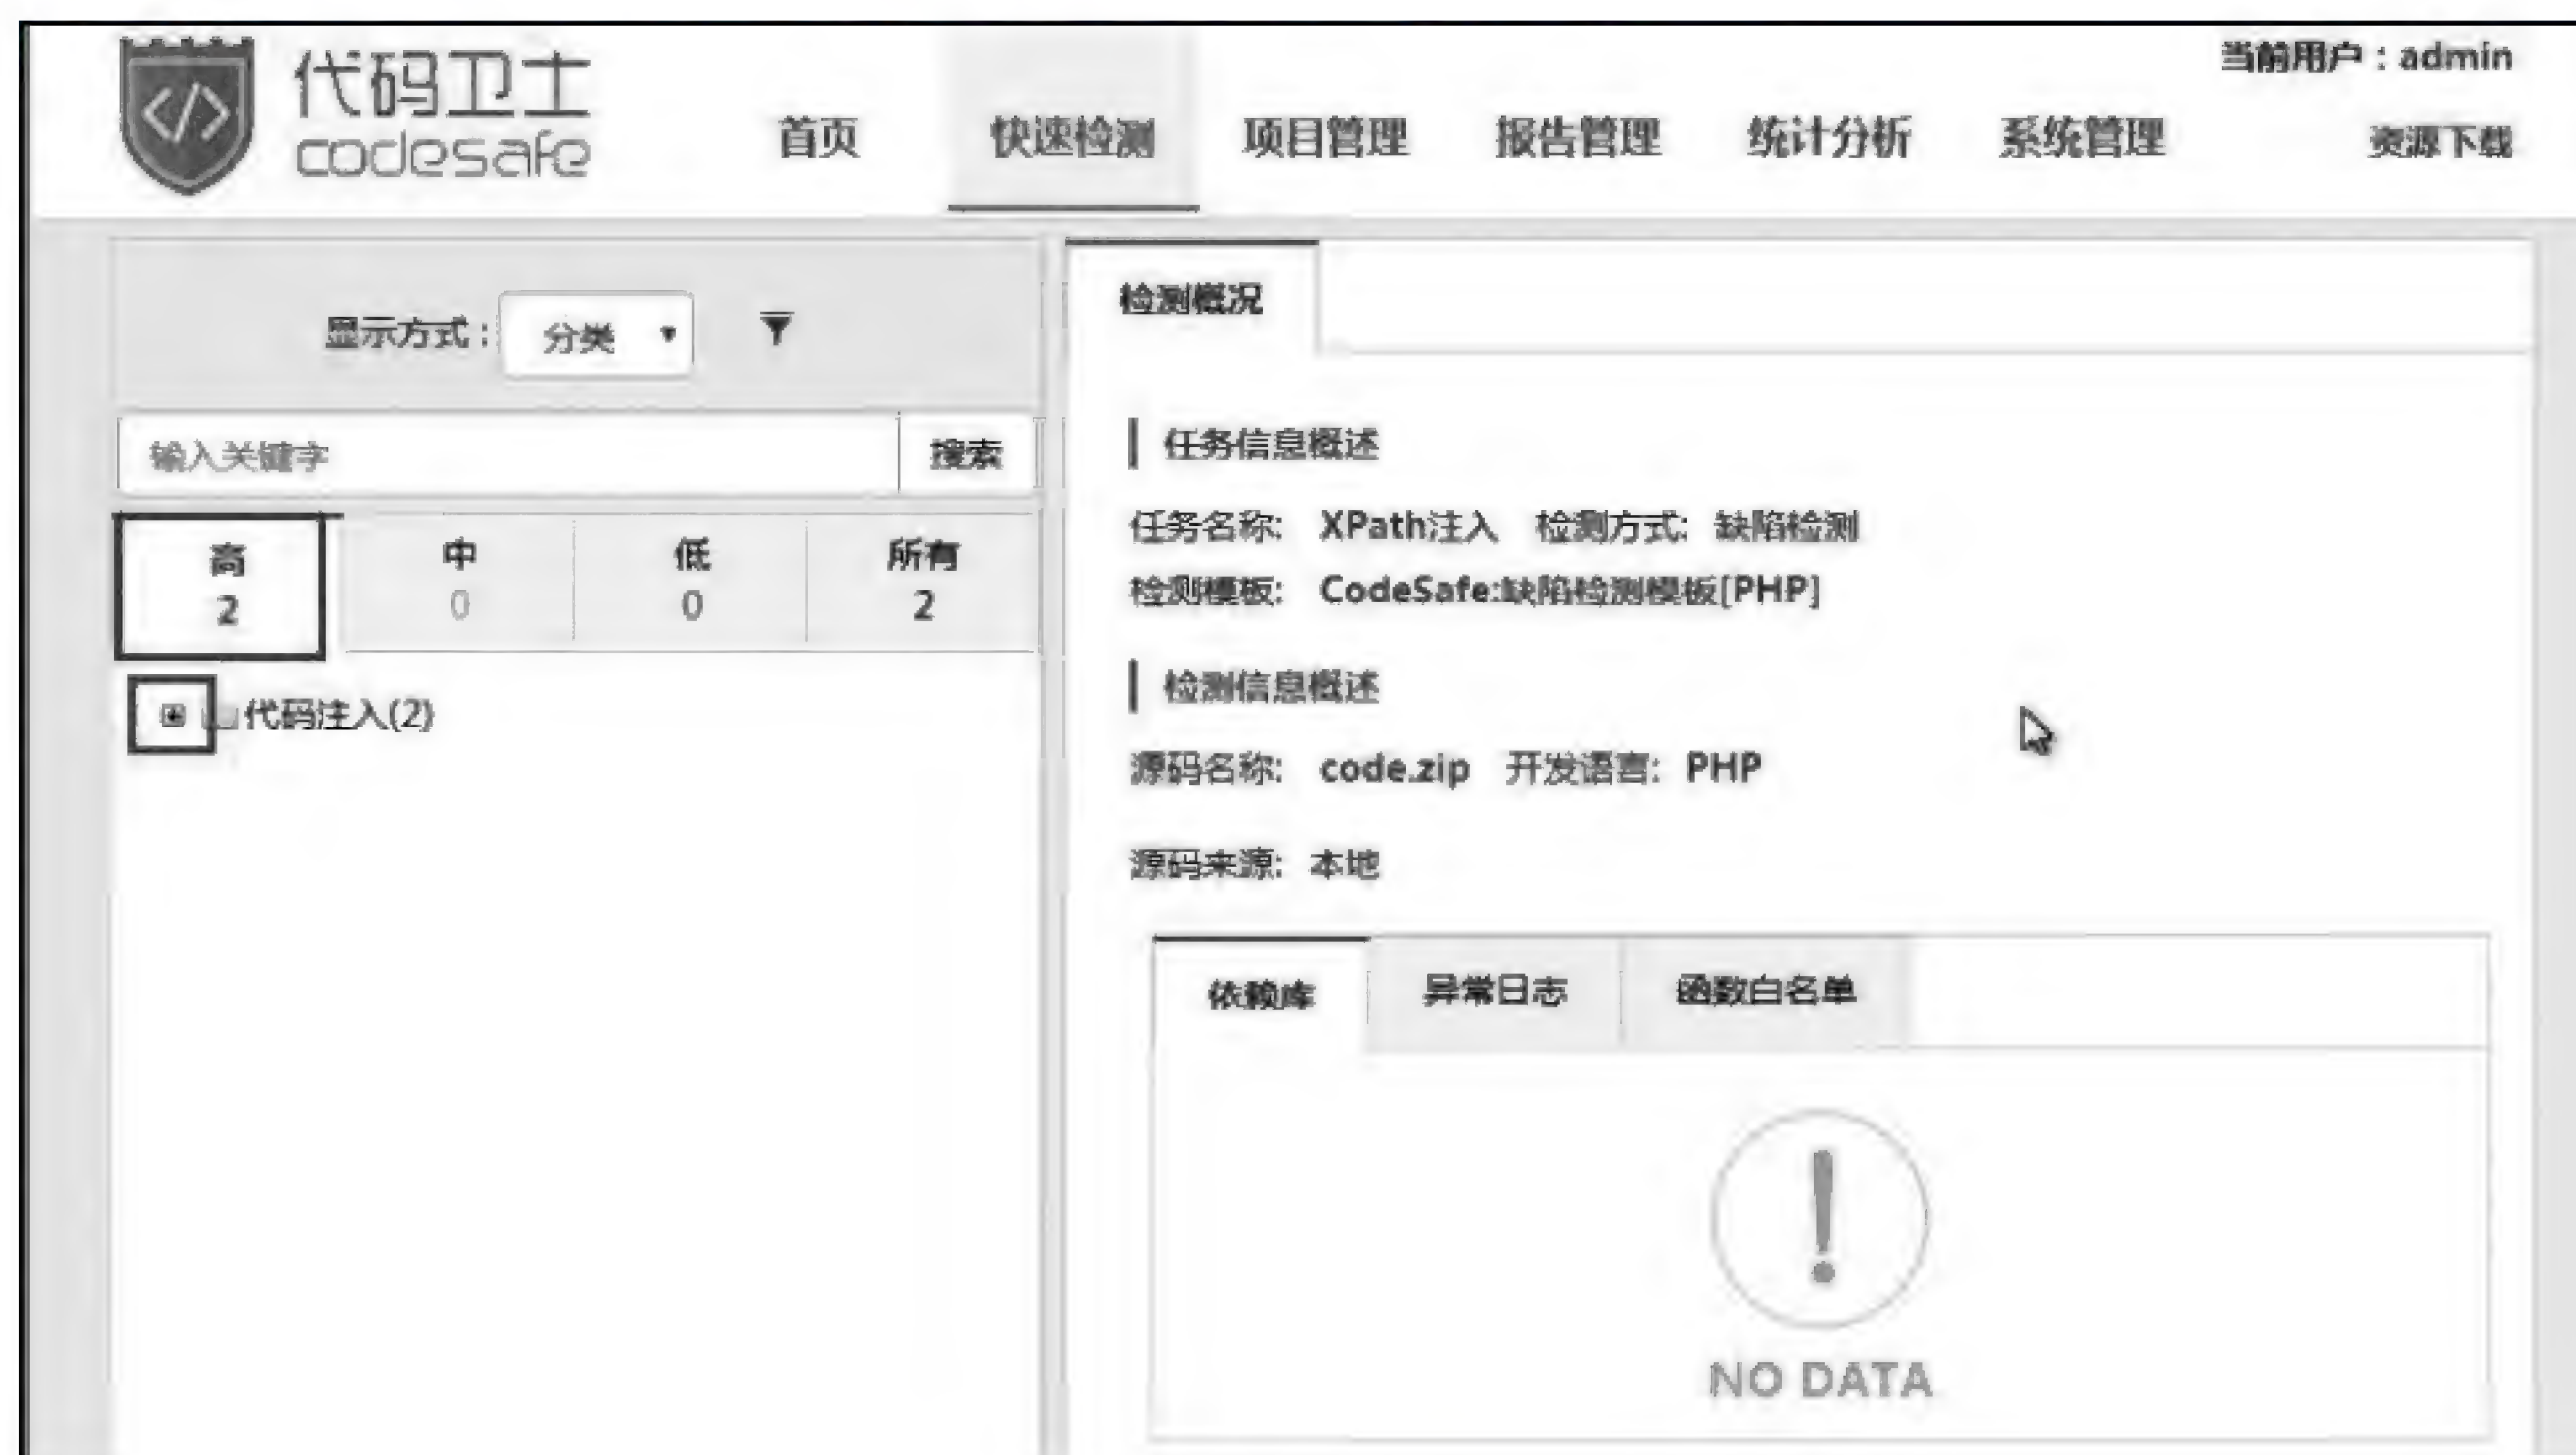 代码卫士
codesafe
当前用户：admin
首页 快速检测 项目管理 报告管理 统计分析 系统管理 资源下载
显示方式： 分类
输入关键字 搜索
高 中 低 所有
2 0 0 2
代码注入(2)
检测概况
任务信息概述
任务名称: XPath注入 检测方式: 缺陷检测
检测模板: CodeSafe:缺陷检测模板[PHP]
检测信息概述
源码名称: code.zip 开发语言: PHP
源码来源: 本地
依赖库 异常日志 函数白名单
NO DATA